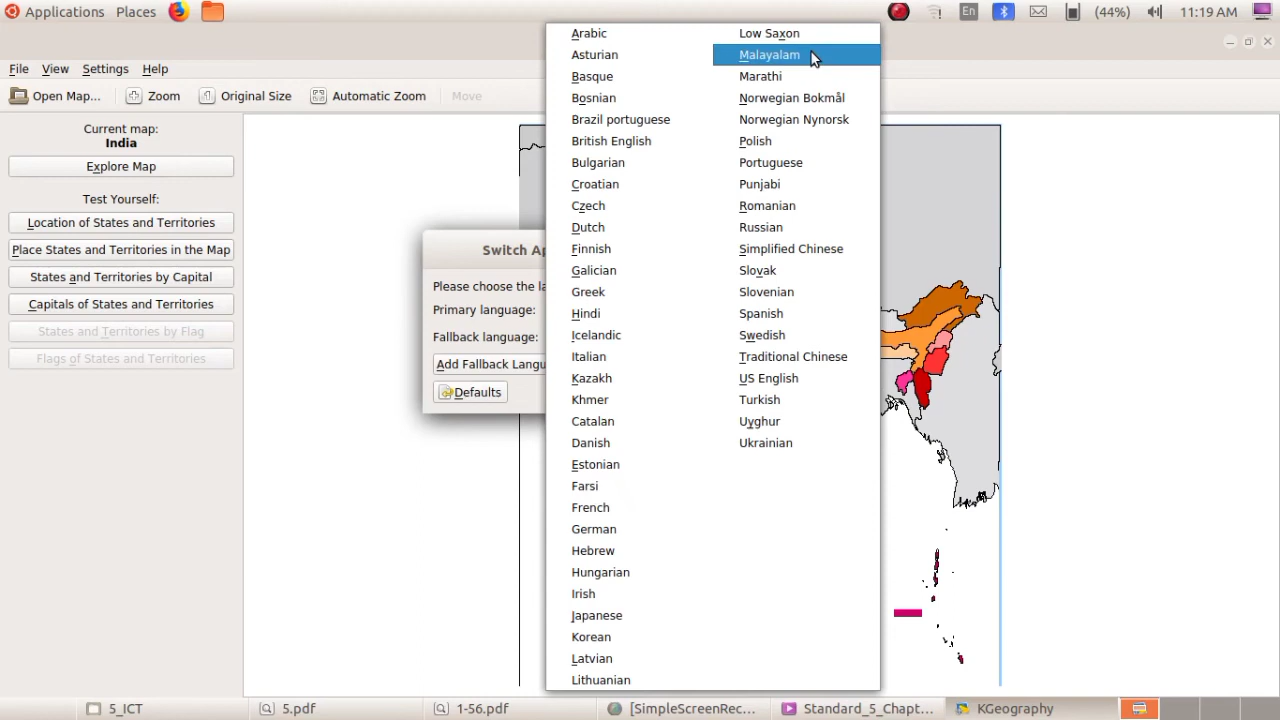 Applications Places En (44%) 11:19 AM
File View Settings Help
Open Map... Zoom Original Size Automatic Zoom Move
Current map:
India
Explore Map
Test Yourself:
Location of States and Territories
Place States and Territories in the Map
States and Territories by Capital
Capitals of States and Territories
States and Territories by Flag
Flags of States and Territories
Switch Ap
Please choose the la
Primary language:
Fallback language:
Add Fallback Langu
Defaults
Arabic
Asturian
Basque
Bosnian
Brazil portuguese
British English
Bulgarian
Croatian
Czech
Dutch
Finnish
Galician
Greek
Hindi
Icelandic
Italian
Kazakh
Khmer
Catalan
Danish
Estonian
Farsi
French
German
Hebrew
Hungarian
Irish
Japanese
Korean
Latvian
Lithuanian
Low Saxon
Malayalam
Marathi
Norwegian Bokmål
Norwegian Nynorsk
Polish
Portuguese
Punjabi
Romanian
Russian
Simplified Chinese
Slovak
Slovenian
Spanish
Swedish
Traditional Chinese
US English
Turkish
Uyghur
Ukrainian
5_ICT 5.pdf 1-56.pdf [SimpleScreenRec... Standard_5_Chapt... KGeography